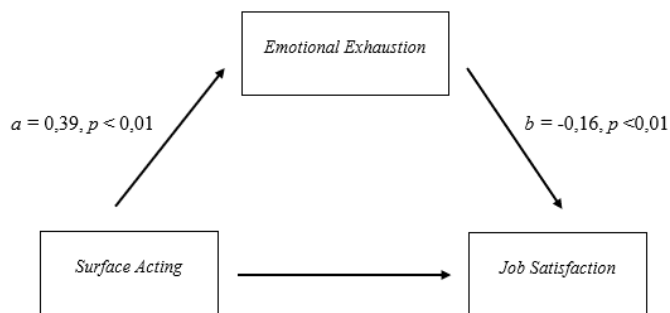 Emotional Exhaustion
a = 0,39, p < 0,01
b = -0,16, p <0,01
Surface Acting
Job Satisfaction